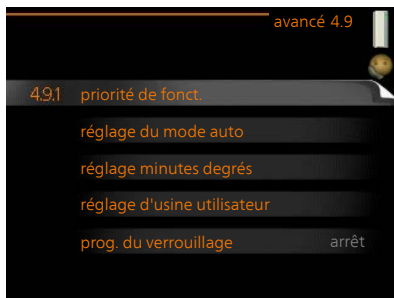 avancé 4.9
4.9.1 priorité de fonct.
réglage du mode auto
réglage minutes degrés
réglage d'usine utilisateur
prog. du verrouillage arrêt